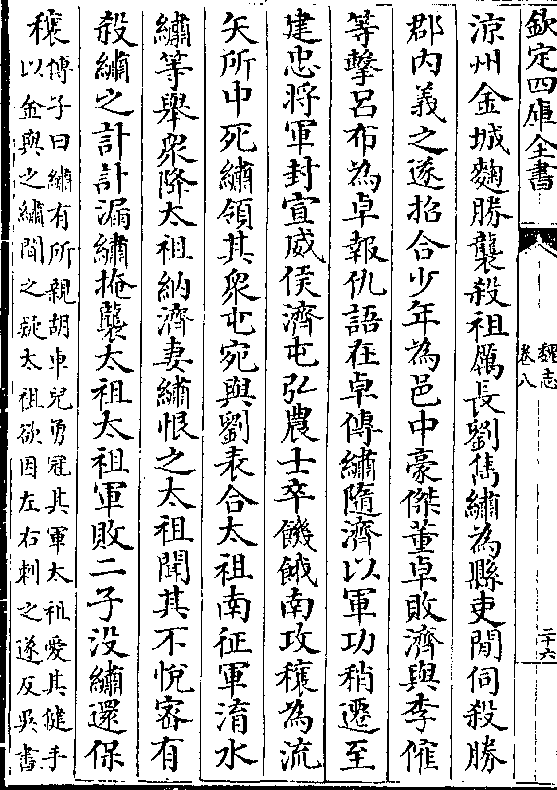 欽定四庫全書
魏志
卷八
二十六
涼州金城麴勝襲殺祖厲長劉雋繡為縣吏閒伺殺勝
郡内義之遂招合少年為邑中豪傑董卓敗濟與李傕
等擊吕布為卓報仇語在卓傳繡隨濟以軍功稍遷至
建忠將軍封宣威侯濟屯弘農士卒饑餓南攻穰為流
矢所中死繡領其衆屯宛與劉表合太祖南征軍淯水
繡等舉衆降太祖納濟妻繡恨之太祖聞其不悅密有
殺繡之計計漏繡掩襲太祖太祖軍敗二子没繡還保
穰
傅子曰繡有所親胡車兒勇冠其軍太祖愛其健手
以金與之繡聞之疑太祖欲因左右刺之遂反吳書